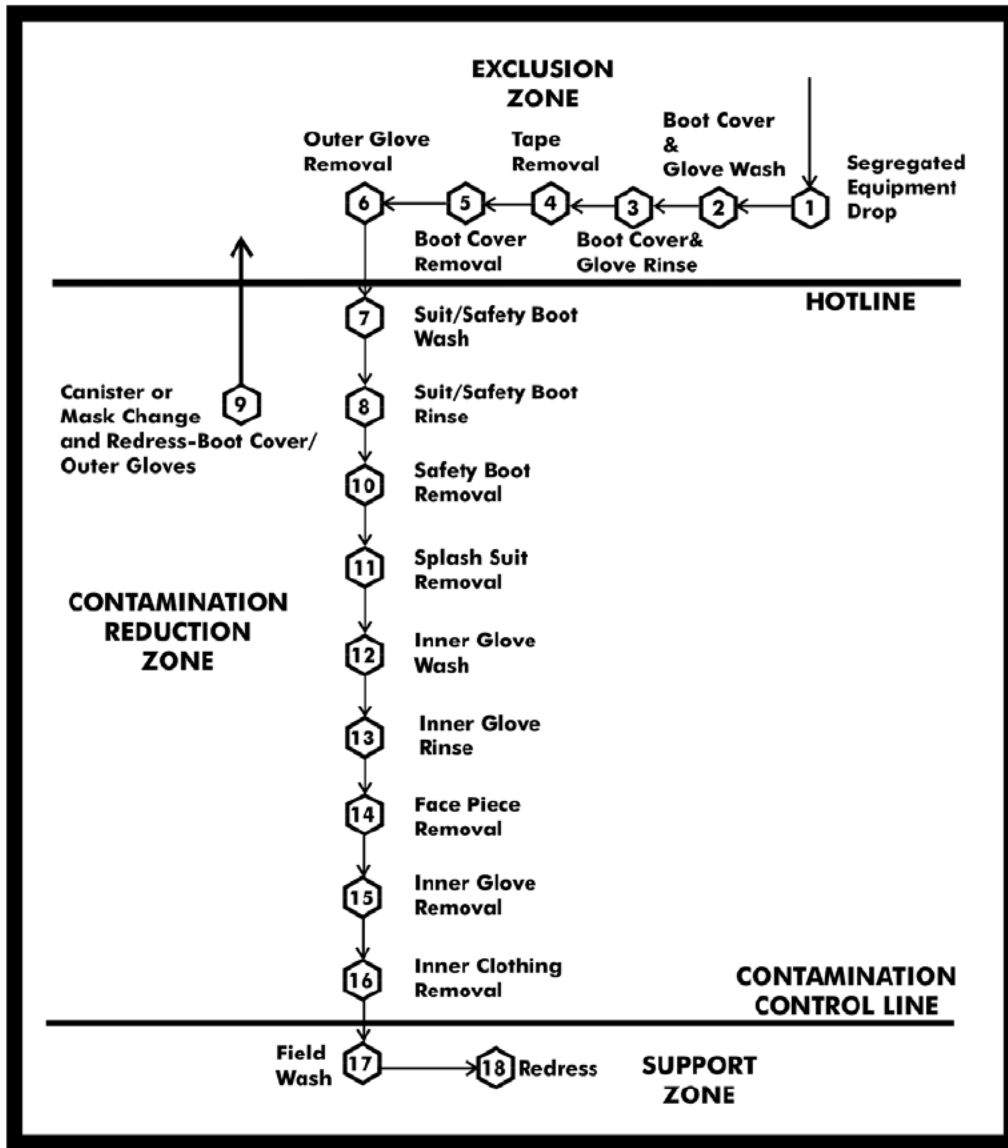 EXCLUSION
ZONE
Outer Glove
Removal
Tape
Removal
Boot Cover
&
Glove Wash
Segregated
Equipment
Drop
6
5
4
3
2
1
Boot Cover
Removal
Boot Cover&
Glove Rinse
HOTLINE
7
Suit/Safety Boot
Wash
Canister or
Mask Change
and Redress-Boot Cover/
Outer Gloves
9
8
Suit/Safety Boot
Rinse
10
Safety Boot
Removal
11
Splash Suit
Removal
CONTAMINATION
REDUCTION
ZONE
12
Inner Glove
Wash
13
Inner Glove
Rinse
14
Face Piece
Removal
15
Inner Glove
Removal
16
Inner Clothing
Removal
CONTAMINATION
CONTROL LINE
Field
Wash
17
18
Redress
SUPPORT
ZONE